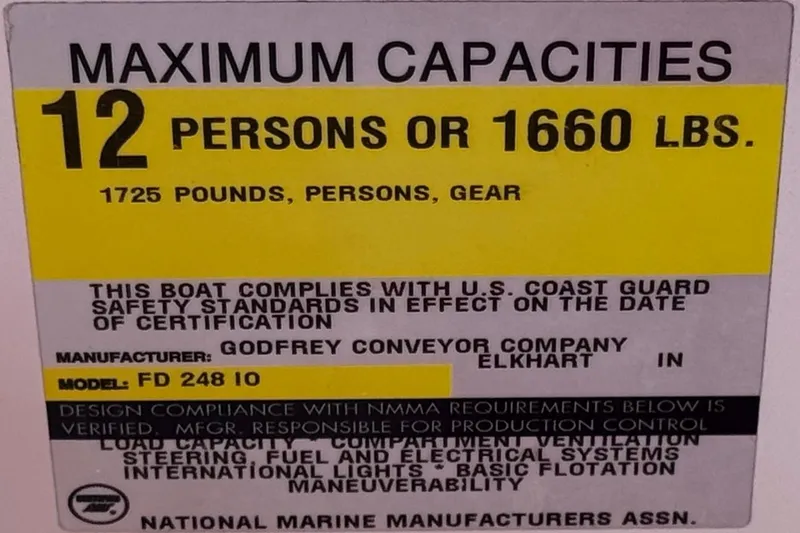 MAXIMUM CAPACITIES
12 PERSONS OR 1660 LBS.
1725 POUNDS, PERSONS, GEAR
THIS BOAT COMPLIES WITH U.S. COAST GUARD
SAFETY STANDARDS IN EFFECT ON THE DATE
OF CERTIFICATION
MANUFACTURER: GODFREY CONVEYOR COMPANY
ELKHART IN
MODEL: FD 248 IO
DESIGN COMPLIANCE WITH NMMA REQUIREMENTS BELOW IS
VERIFIED. MFGR. RESPONSIBLE FOR PRODUCTION CONTROL
LOAD CAPACITY * COMPARTMENT VENTILATION
STEERING, FUEL AND ELECTRICAL SYSTEMS
INTERNATIONAL LIGHTS * BASIC FLOTATION
MANEUVERABILITY
NATIONAL MARINE MANUFACTURERS ASSN.